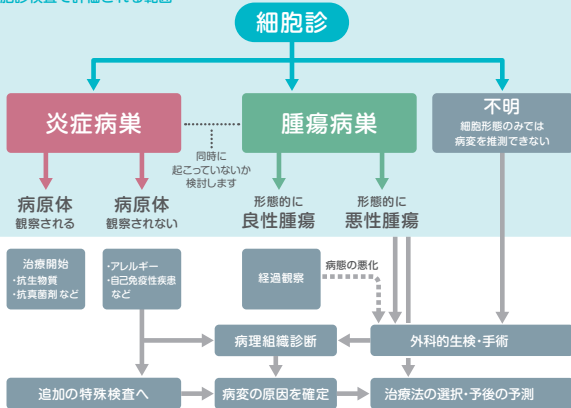 細胞診
炎症病巣
腫瘍病巣
不明
細胞形態のみでは
病変を推測できない
同時に
起こっていないか
検討します
病原体
観察される
病原体
観察されない
形態的に
良性腫瘍
形態的に
悪性腫瘍
治療開始
・抗生物質
・抗真菌剤 など
・アレルギー
・自己免疫性疾患
など
経過観察
病態の悪化
病理組織診断
外科的生検・手術
追加の特殊検査へ
病変の原因を確定
治療法の選択・予後の予測